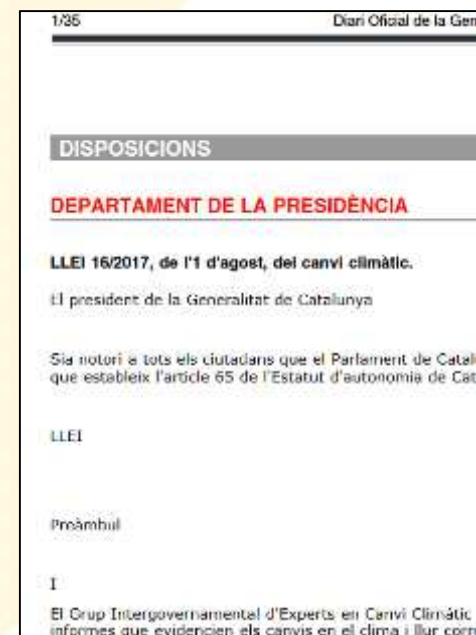 1/35 Diari Oficial de la Gen
DISPOSICIONS
DEPARTAMENT DE LA PRESIDÈNCIA
LLEI 16/2017, de l'1 d'agost, del canvi climàtic.
El president de la Generalitat de Catalunya
Sia notori a tots els ciutadans que el Parlament de Catal
que estableix l'article 65 de l'Estatut d'autonomia de Cat
LLEI
Preàmbul
I
El Grup Intergovernamental d'Experts en Canvi Climàtic
informes que evidencien els canvis en el clima i llur